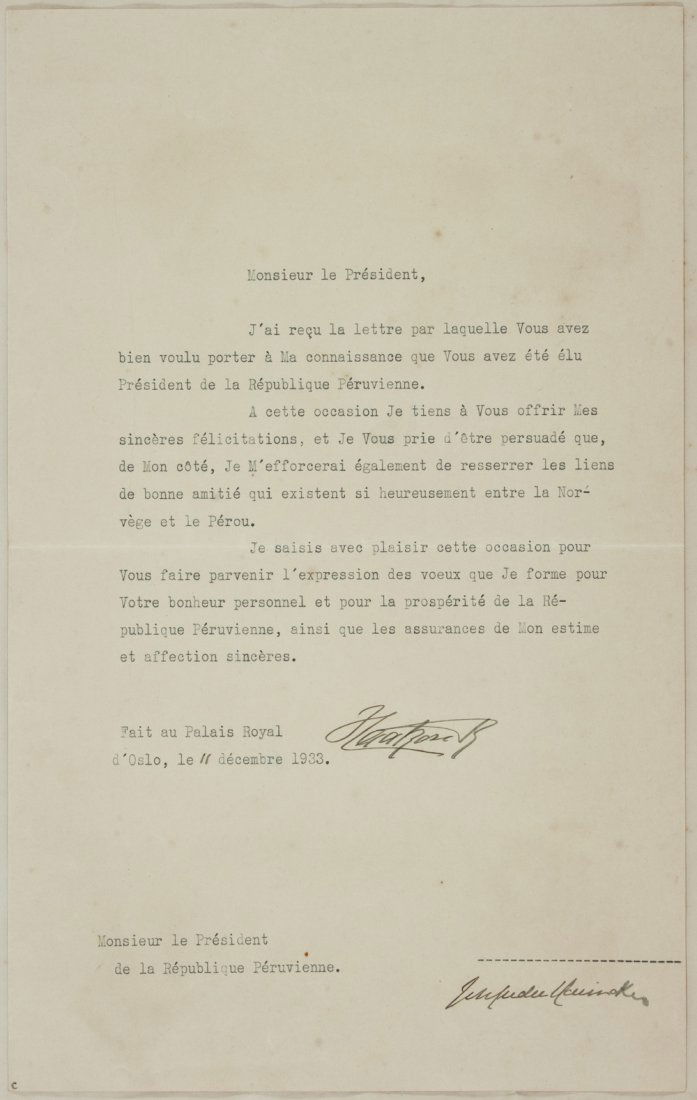 Monsieur le Président,
J'ai reçu la lettre par laquelle Vous avez
bien voulu porter à Ma connaissance que Vous avez été élu
Président de la République Péruvienne.
A cette occasion Je tiens à Vous offrir Mes
sincères félicitations, et Je Vous prie d'être persuadé que,
de Mon côté, Je M'efforcerai également de resserrer les liens
de bonne amitié qui existent si heureusement entre la Nor-
vège et le Pérou.
Je saisis avec plaisir cette occasion pour
Vous faire parvenir l'expression des voeux que Je forme pour
Votre bonheur personnel et pour la prospérité de la Ré-
publique Péruvienne, ainsi que les assurances de Mon estime
et affection sincères.
Fait au Palais Royal
Haakon R
d'Oslo, le 11 décembre 1933.
Monsieur le Président
de la République Péruvienne.
c